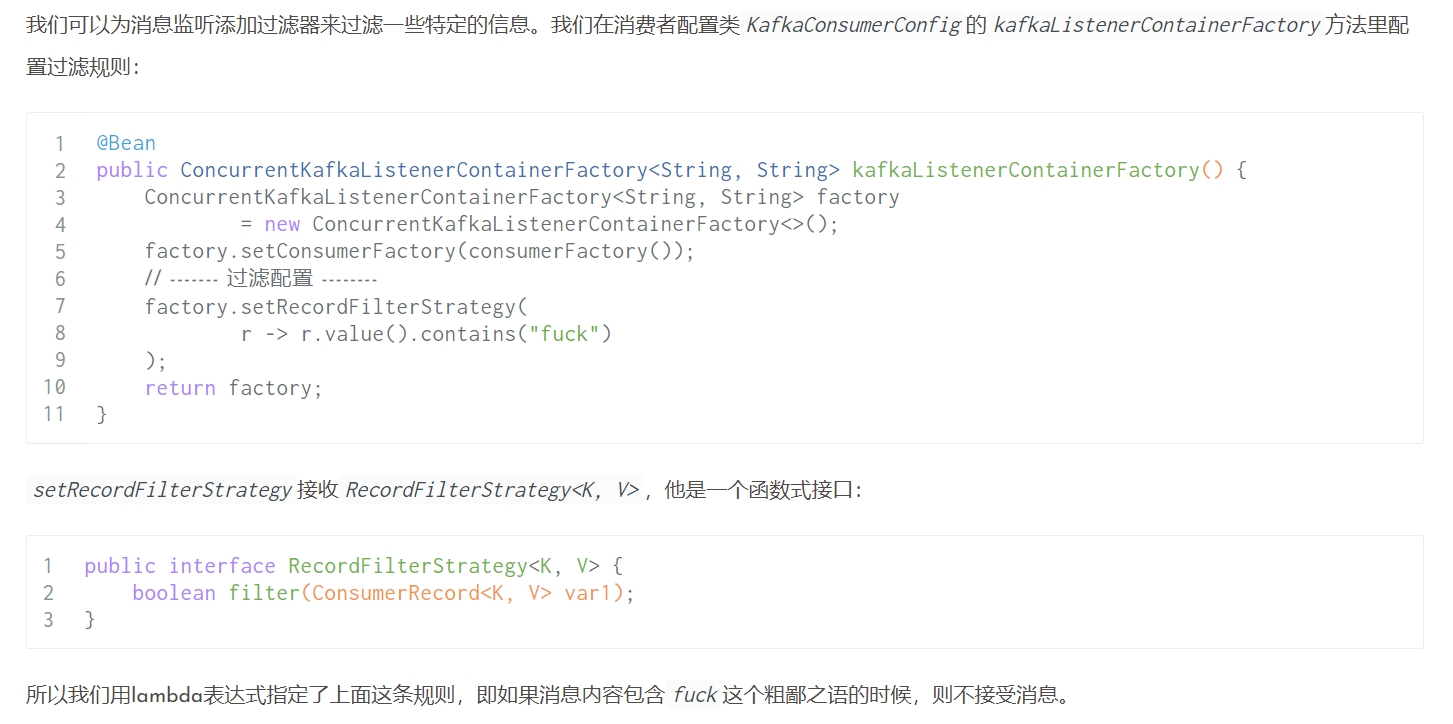 我们可以为消息监听添加过滤器来过滤一些特定的信息。我们在消费者配置类 KafkaConsumerConfig 的 kafkaListenerContainerFactory 方法里配
置过滤规则：
1 @Bean
2 public ConcurrentKafkaListenerContainerFactory<String, String> kafkaListenerContainerFactory() {
3     ConcurrentKafkaListenerContainerFactory<String, String> factory
4             = new ConcurrentKafkaListenerContainerFactory<>();
5     factory.setConsumerFactory(consumerFactory());
6     // ------- 过滤配置 --------
7     factory.setRecordFilterStrategy(
8             r -> r.value().contains("fuck")
9     );
10     return factory;
11 }
setRecordFilterStrategy 接收 RecordFilterStrategy<K, V> ，他是一个函数式接口：
1 public interface RecordFilterStrategy<K, V> {
2     boolean filter(ConsumerRecord<K, V> var1);
3 }
所以我们用lambda表达式指定了上面这条规则，即如果消息内容包含 fuck 这个粗鄙之语的时候，则不接受消息。